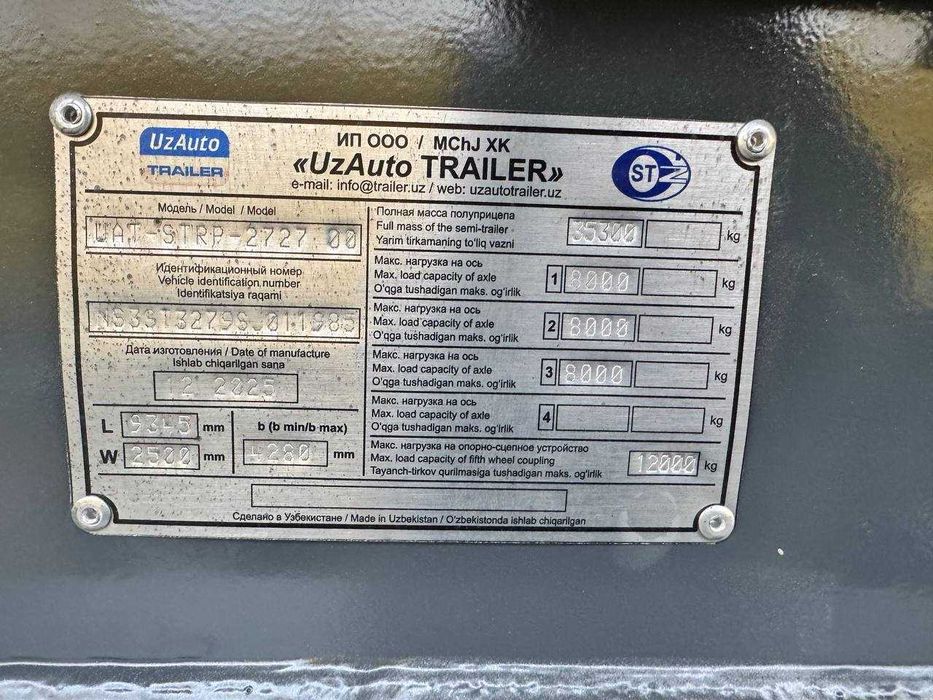 UzAuto
TRAILER
ИП ООО / MChJ XK
«UzAuto TRAILER»
e-mail: info@trailer.uz / web: uzautotrailer.uz
ST
Модель / Model / Model
UAT-STRP-2727.00
Идентификационный номер
Vehicle identification number
Identifikatsiya raqami
Дата изготовления / Date of manufacture
Ishlab chiqarilgan sana
12.2025
L 9345 mm
W 2500 mm
b (b min/b max)
4280 mm
Полная масса полуприцепа
Full mass of the semi-trailer
Yarim tirkamaning to'liq vazni
35300 kg
Макс. нагрузка на ось
Max. load capacity of axle
O'qga tushadigan maks. og'irlik
1 8000 kg
Макс. нагрузка на ось
Max. load capacity of axle
O'qga tushadigan maks. og'irlik
2 8000 kg
Макс. нагрузка на ось
Max. load capacity of axle
O'qga tushadigan maks. og'irlik
3 8000 kg
Макс. нагрузка на ось
Max. load capacity of axle
O'qga tushadigan maks. og'irlik
4 kg
Макс. нагрузка на опорно-сцепное устройство
Max. load capacity of fifth wheel coupling
Tayanch-tirkov qurilmasiga tushadigan maks. og'irlik
12000 kg
Сделано в Узбекистане / Made in Uzbekistan / O'zbekistonda ishlab chiqarilgan